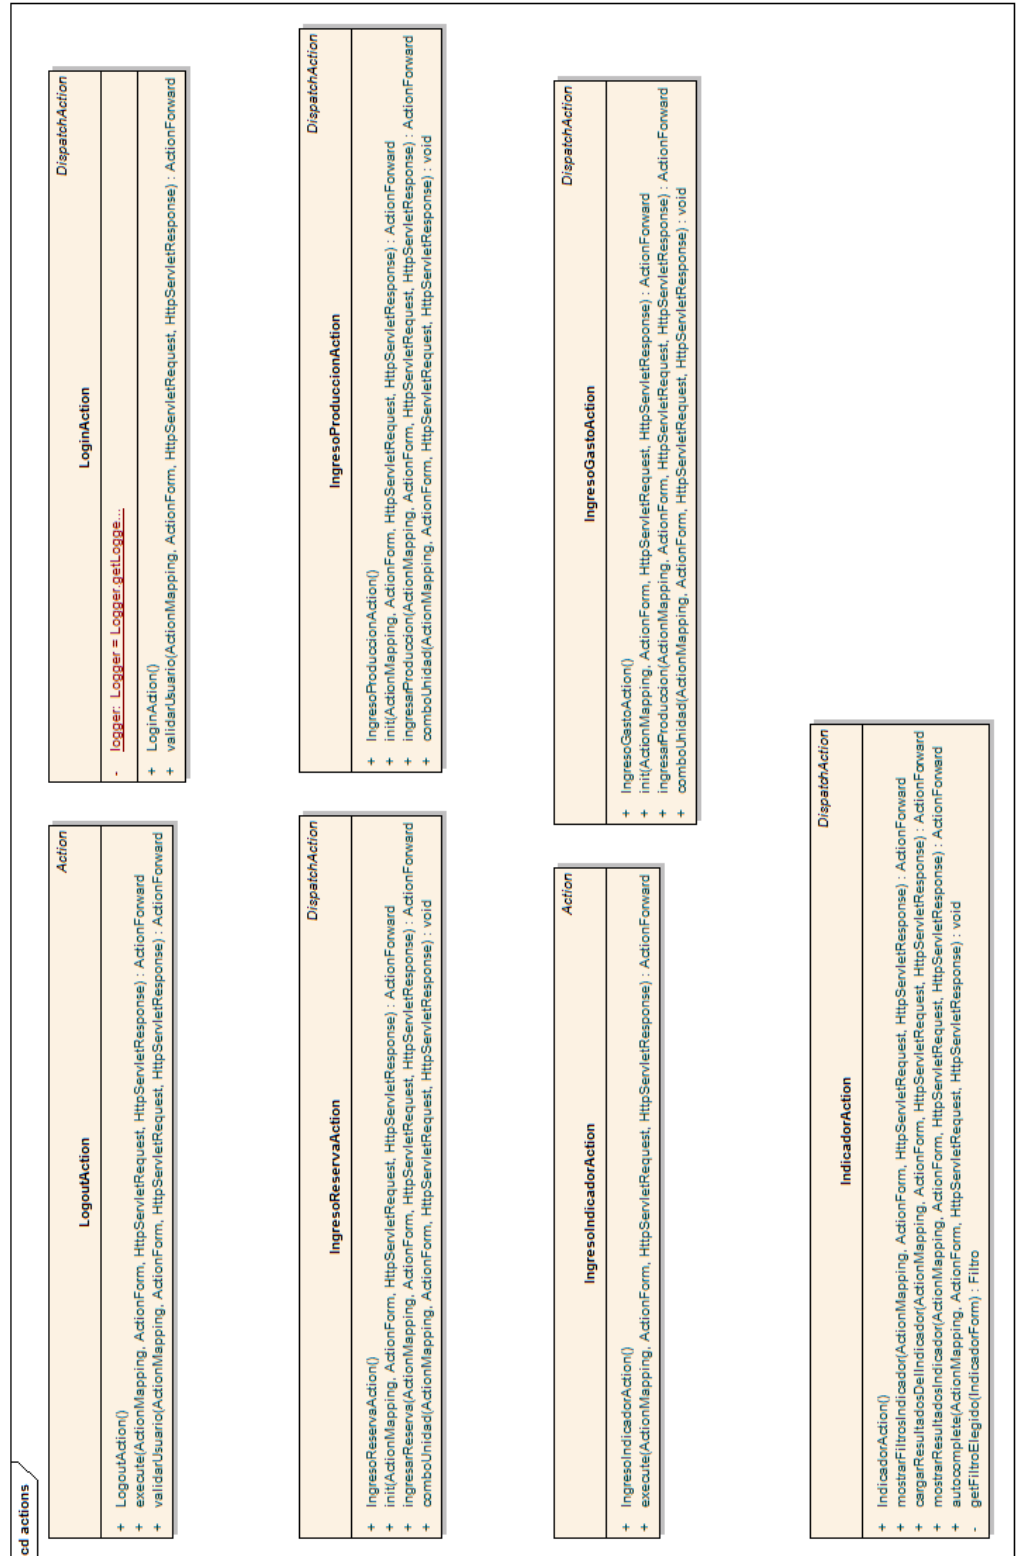 cd actions
Action
LogoutAction
+ LogoutAction()
+ execute(ActionMapping, ActionForm, HttpServletRequest, HttpServletResponse) : ActionForward
+ validarUsuario(ActionMapping, ActionForm, HttpServletRequest, HttpServletResponse) : ActionForward
DispatchAction
LoginAction
- logger: Logger = Logger.getLogge...
+ LoginAction()
+ validarUsuario(ActionMapping, ActionForm, HttpServletRequest, HttpServletResponse) : ActionForward
DispatchAction
IngresoReservaAction
+ IngresoReservaAction()
+ init(ActionMapping, ActionForm, HttpServletRequest, HttpServletResponse) : ActionForward
+ ingresarReserva(ActionMapping, ActionForm, HttpServletRequest, HttpServletResponse) : ActionForward
+ comboUnidad(ActionMapping, ActionForm, HttpServletRequest, HttpServletResponse) : void
DispatchAction
IngresoProduccionAction
+ IngresoProduccionAction()
+ init(ActionMapping, ActionForm, HttpServletRequest, HttpServletResponse) : ActionForward
+ ingresarProduccion(ActionMapping, ActionForm, HttpServletRequest, HttpServletResponse) : ActionForward
+ comboUnidad(ActionMapping, ActionForm, HttpServletRequest, HttpServletResponse) : void
Action
IngresoIndicadorAction
+ IngresoIndicadorAction()
+ execute(ActionMapping, ActionForm, HttpServletRequest, HttpServletResponse) : ActionForward
DispatchAction
IngresoGastoAction
+ IngresoGastoAction()
+ init(ActionMapping, ActionForm, HttpServletRequest, HttpServletResponse) : ActionForward
+ ingresarProduccion(ActionMapping, ActionForm, HttpServletRequest, HttpServletResponse) : ActionForward
+ comboUnidad(ActionMapping, ActionForm, HttpServletRequest, HttpServletResponse) : void
DispatchAction
IndicadorAction
+ IndicadorAction()
+ mostrarFiltrosIndicador(ActionMapping, ActionForm, HttpServletRequest, HttpServletResponse) : ActionForward
+ cargarResultadosDelIndicador(ActionMapping, ActionForm, HttpServletRequest, HttpServletResponse) : ActionForward
+ mostrarResultadosIndicador(ActionMapping, ActionForm, HttpServletRequest, HttpServletResponse) : ActionForward
+ autocomplete(ActionMapping, ActionForm, HttpServletRequest, HttpServletResponse) : void
- getFiltroElegido(IndicadorForm) : Filtro